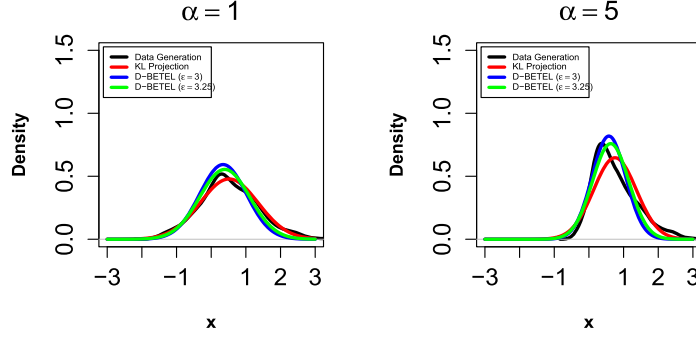 α = 1
1.5
1.0
0.5
0.0
Density
Data Generation
KL Projection
D−BETEL (ε = 3)
D−BETEL (ε = 3.25)
−3
−1
1
2
3
x
α = 5
1.5
1.0
0.5
0.0
Density
Data Generation
KL Projection
D−BETEL (ε = 3)
D−BETEL (ε = 3.25)
−3
−1
1
2
3
x